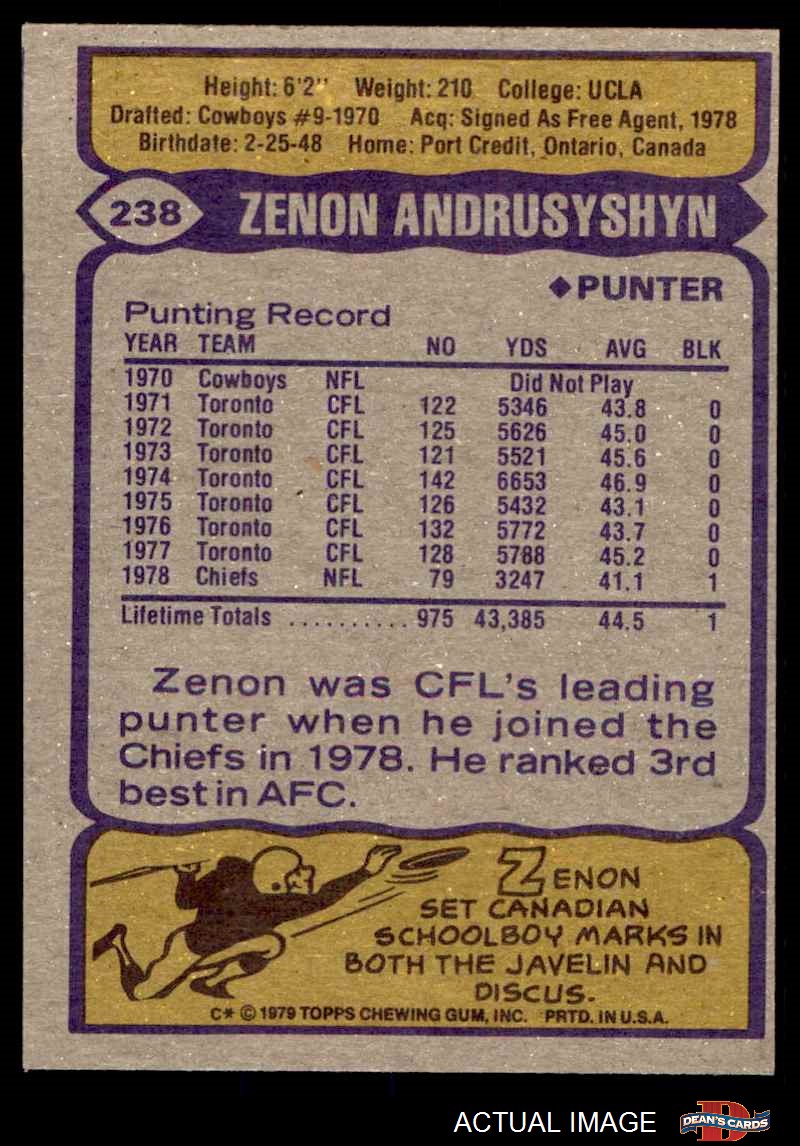 Height: 6'2" Weight: 210 College: UCLA
Drafted: Cowboys #9-1970 Acq: Signed As Free Agent, 1978
Birthdate: 2-25-48 Home: Port Credit, Ontario, Canada
238 ZENON ANDRUSYSHYN
◆PUNTER
Punting Record
YEAR TEAM NO YDS AVG BLK
1970 Cowboys NFL Did Not Play
1971 Toronto CFL 122 5346 43.8 0
1972 Toronto CFL 125 5626 45.0 0
1973 Toronto CFL 121 5521 45.6 0
1974 Toronto CFL 142 6653 46.9 0
1975 Toronto CFL 126 5432 43.1 0
1976 Toronto CFL 132 5772 43.7 0
1977 Toronto CFL 128 5788 45.2 0
1978 Chiefs NFL 79 3247 41.1 1
Lifetime Totals .......... 975 43,385 44.5 1
Zenon was CFL's leading
punter when he joined the
Chiefs in 1978. He ranked 3rd
best in AFC.
ZENON
SET CANADIAN
SCHOOLBOY MARKS IN
BOTH THE JAVELIN AND
DISCUS.
C* © 1979 TOPPS CHEWING GUM, INC. PRTD. IN U.S.A.
ACTUAL IMAGE
D
DEAN'S CARDS